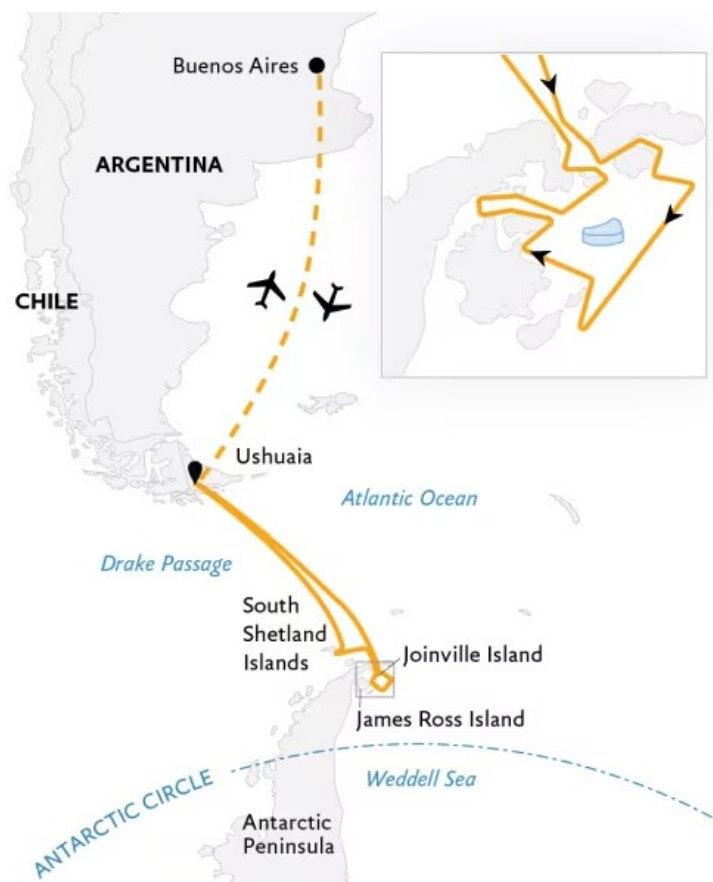 Buenos Aires
ARGENTINA
CHILE
Ushuaia
Atlantic Ocean
Drake Passage
South
Shetland
Islands
Joinville Island
James Ross Island
ANTARCTIC CIRCLE
Weddell Sea
Antarctic
Peninsula